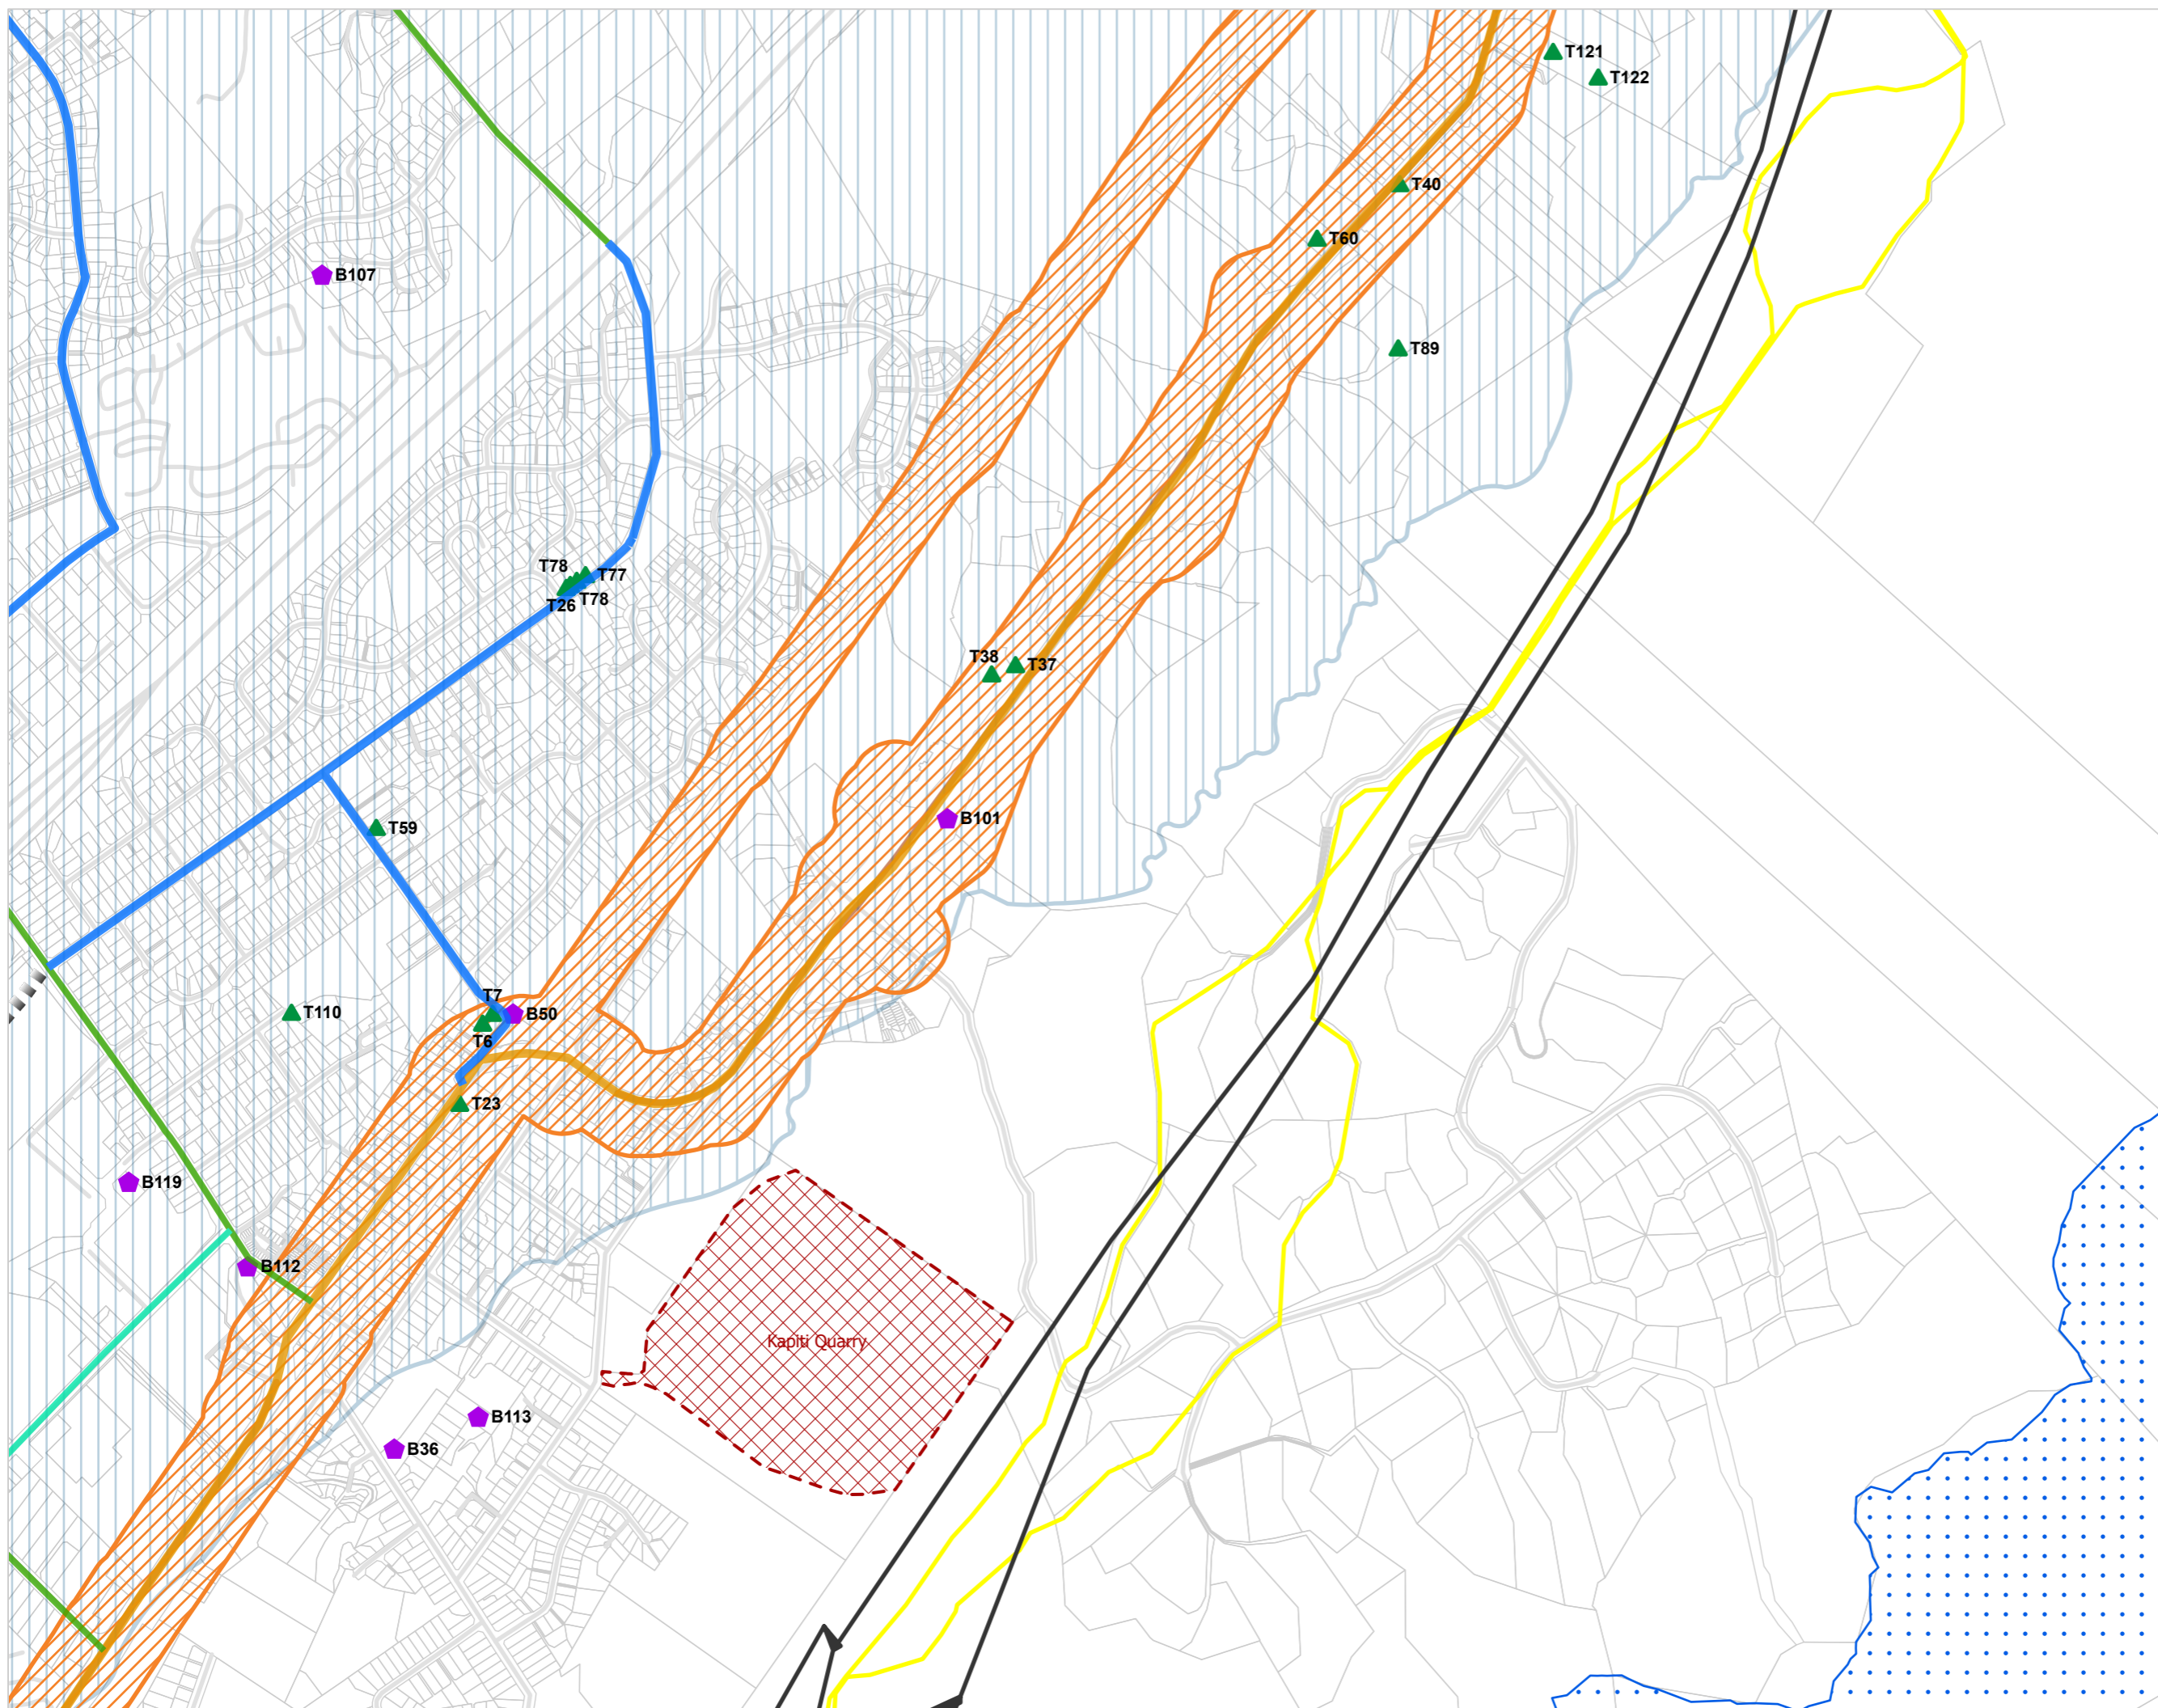 T121
T122
T40
T60
B107
T89
T78
T77
T26
T78
T38
T37
B101
T59
T7
B50
T110
T6
T23
B119
B112
Kapiti Quarry
B113
B36